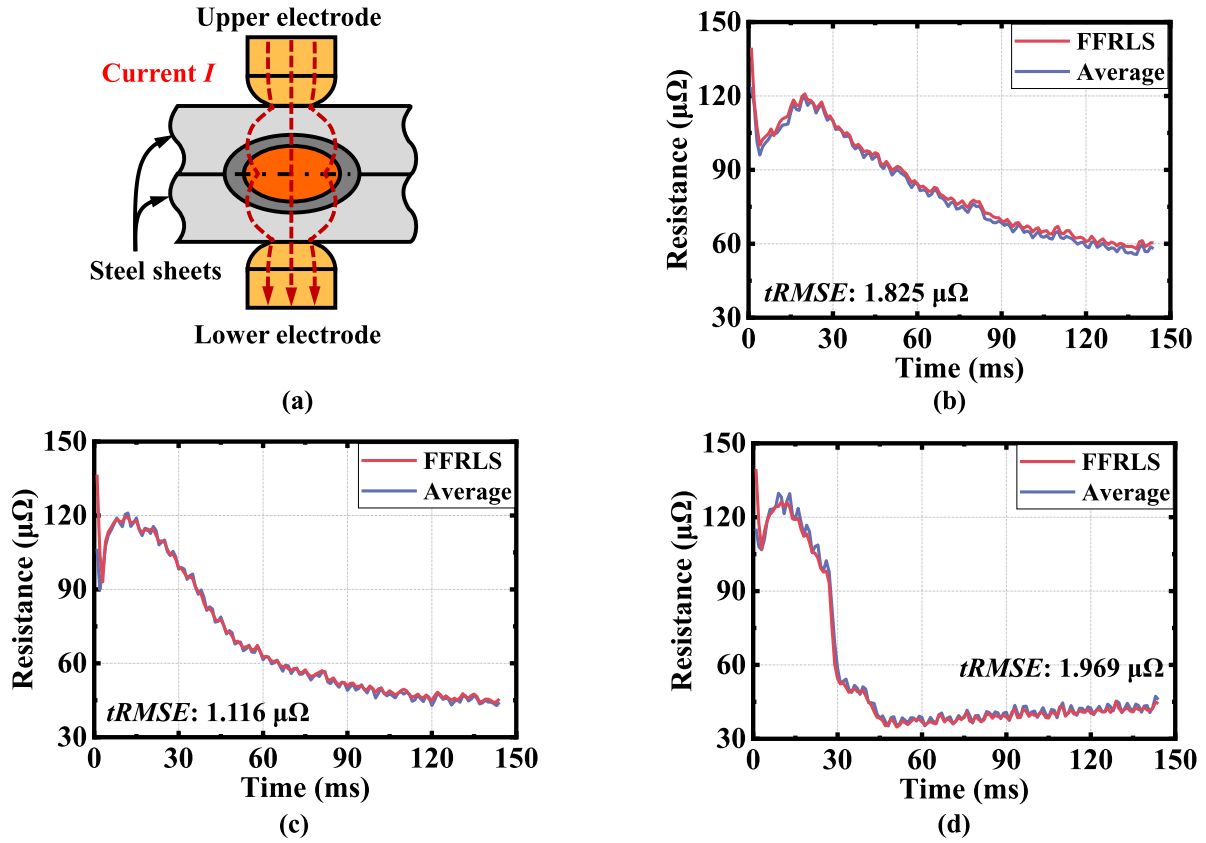 Upper electrode
Current I
Steel sheets
Lower electrode
(a)
150
120
90
60
30
0
30
60
90
120
150
Resistance (μΩ)
Time (ms)
FFRLS
Average
tRMSE: 1.825 μΩ
(b)
150
120
90
60
30
0
30
60
90
120
150
Resistance (μΩ)
Time (ms)
FFRLS
Average
tRMSE: 1.116 μΩ
(c)
150
120
90
60
30
0
30
60
90
120
150
Resistance (μΩ)
Time (ms)
FFRLS
Average
tRMSE: 1.969 μΩ
(d)